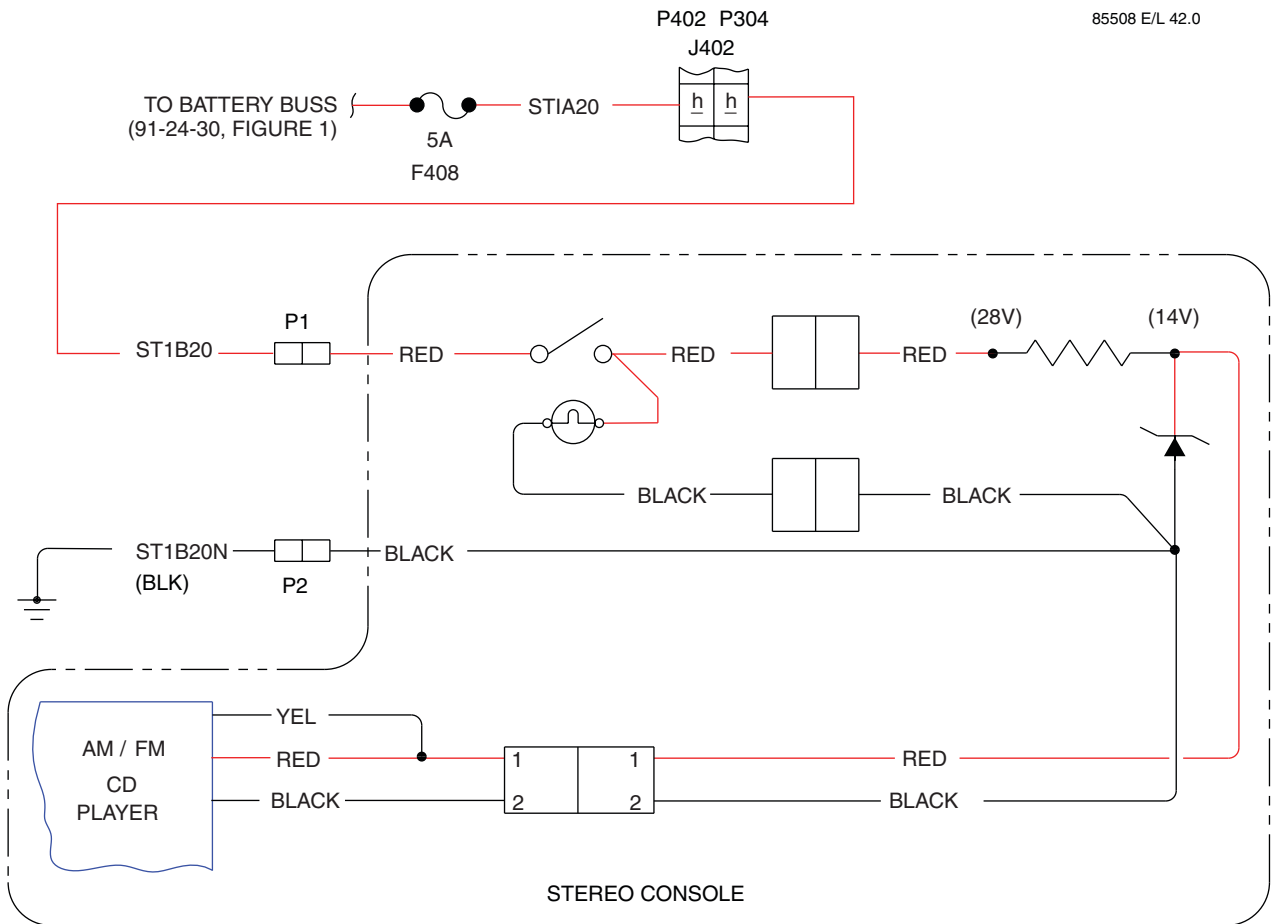 P402 P304
J402
85508 E/L 42.0
TO BATTERY BUSS
(91-24-30, FIGURE 1)
STIA20
h h
5A
F408
(28V) (14V)
P1
ST1B20
RED
RED
RED
BLACK
BLACK
ST1B20N
(BLK)
P2
BLACK
YEL
AM / FM
CD
PLAYER
RED
1 1
RED
BLACK
2 2
BLACK
STEREO CONSOLE